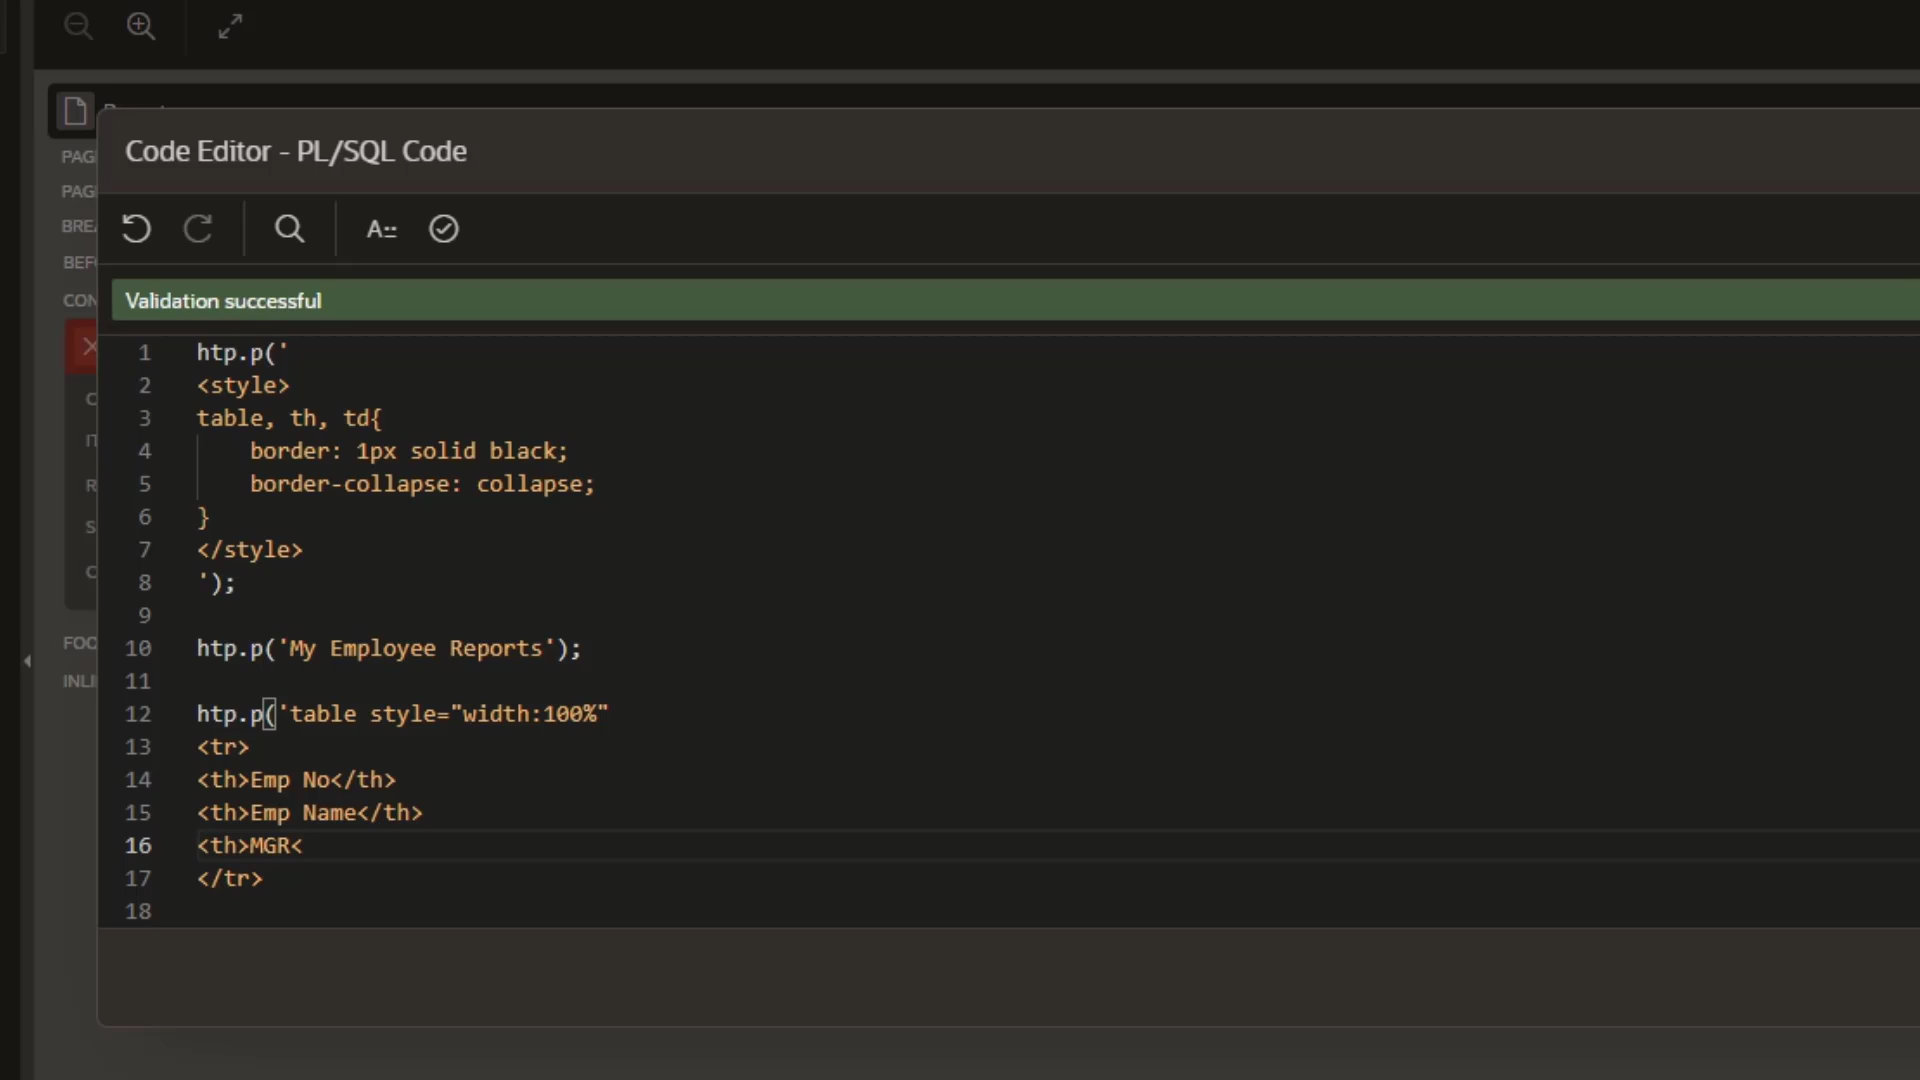 Code Editor - PL/SQL Code
A
Validation successful
PAG
PAG
BRE
BEF
CON
C
IT
R
S
C
FOO
INLI
1 htp.p('
2 <style>
3 table, th, td{
4 border: 1px solid black;
5 border-collapse: collapse;
6 }
7 </style>
8 ');
9
10 htp.p('My Employee Reports');
11
12 htp.p('table style="width:100%"
13 <tr>
14 <th>Emp No</th>
15 <th>Emp Name</th>
16 <th>MGR<
17 </tr>
18